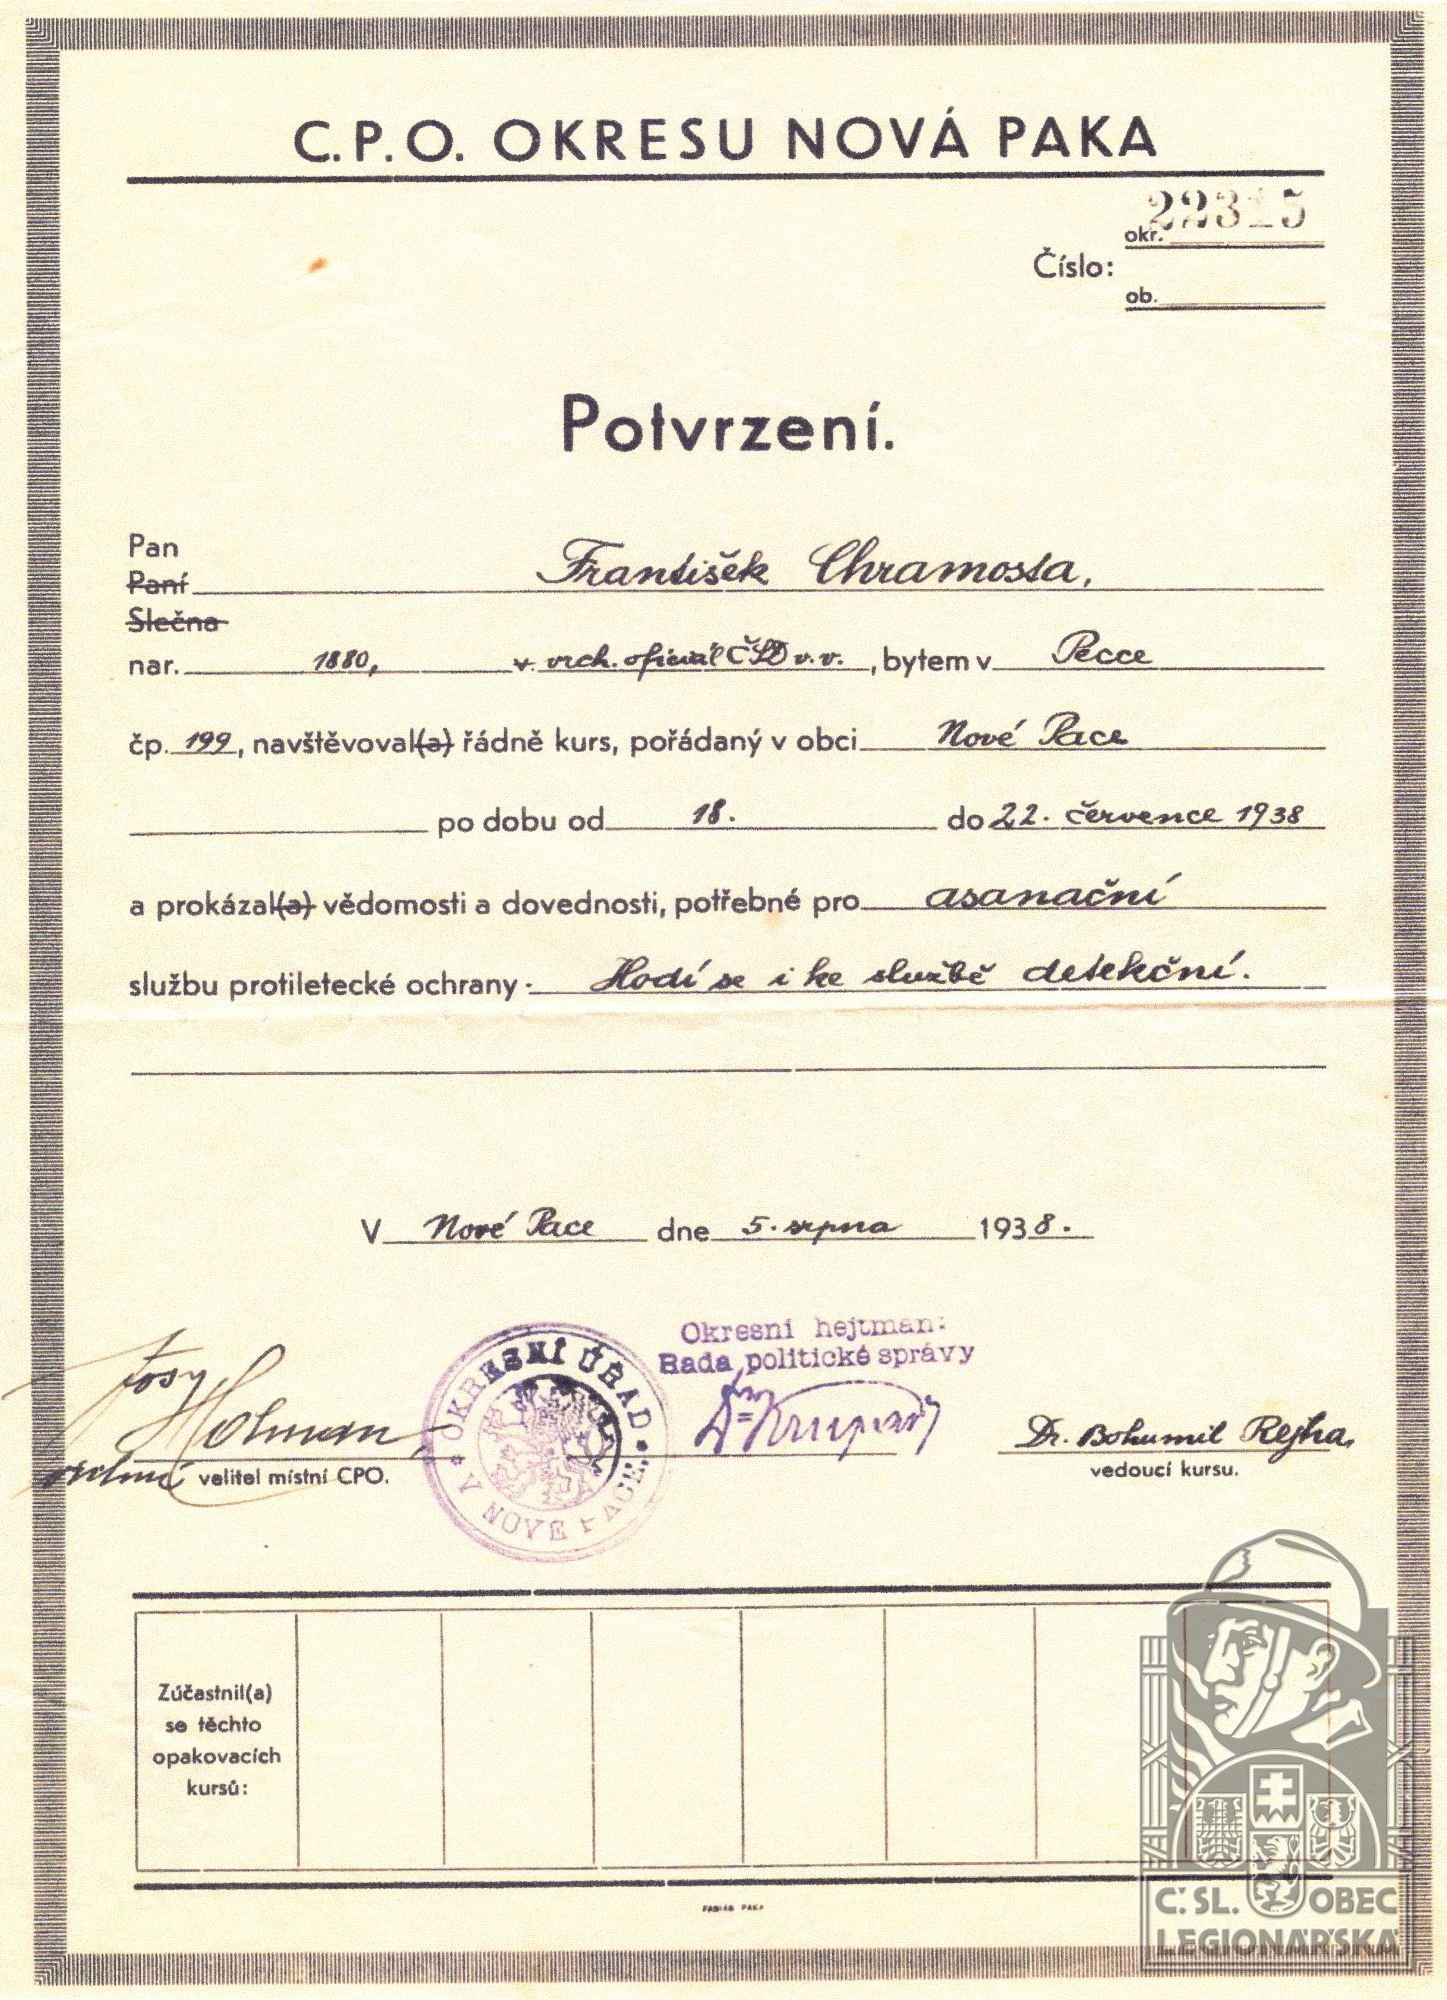 C.P.O. OKRESU NOVÁ PAKA
22315
okr.
Číslo:
ob.
Potvrzení.
Pan
Paní František Chramosta,
Slečna
nar. 1880, v vrch. oficiál ČSD v.v. , bytem v Pecce
čp. 199 , navštěvoval(a) řádně kurs, pořádaný v obci Nové Pace
po dobu od 18. do 22. července 1938
a prokázal(a) vědomosti a dovednosti, potřebné pro asanační
službu protiletecké ochrany. Hodí se i ke službě detekční.
V Nové Pace dne 5. srpna 1938.
Okresní hejtman:
Rada politické správy
Holman
Dr. Bohumil Rejha,
velitel místní CPO.
vedoucí kursu.
OKRESNÍ ÚŘAD V NOVÉ PACE.
Zúčastnil(a)
se těchto
opakovacích
kursů:
FABIÁN PAKA
Č.SL. OBEC
LEGIONÁŘSKÁ